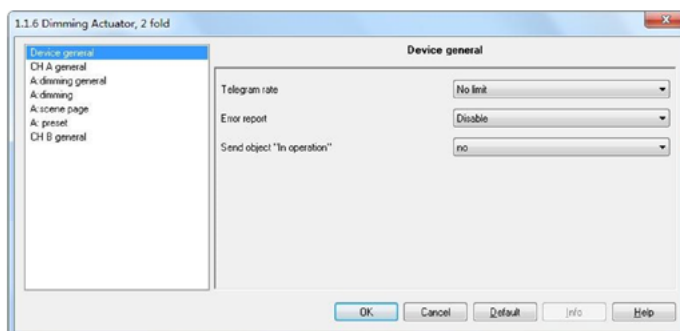 1.1.6 Dimming Actuator, 2 fold
Device general
CH A general
A:dimming general
A:dimming
A:scene page
A: preset
CH B general
Device general
Telegram rate
No limit
Error report
Disable
Send object "In operation"
no
OK
Cancel
Default
Info
Help